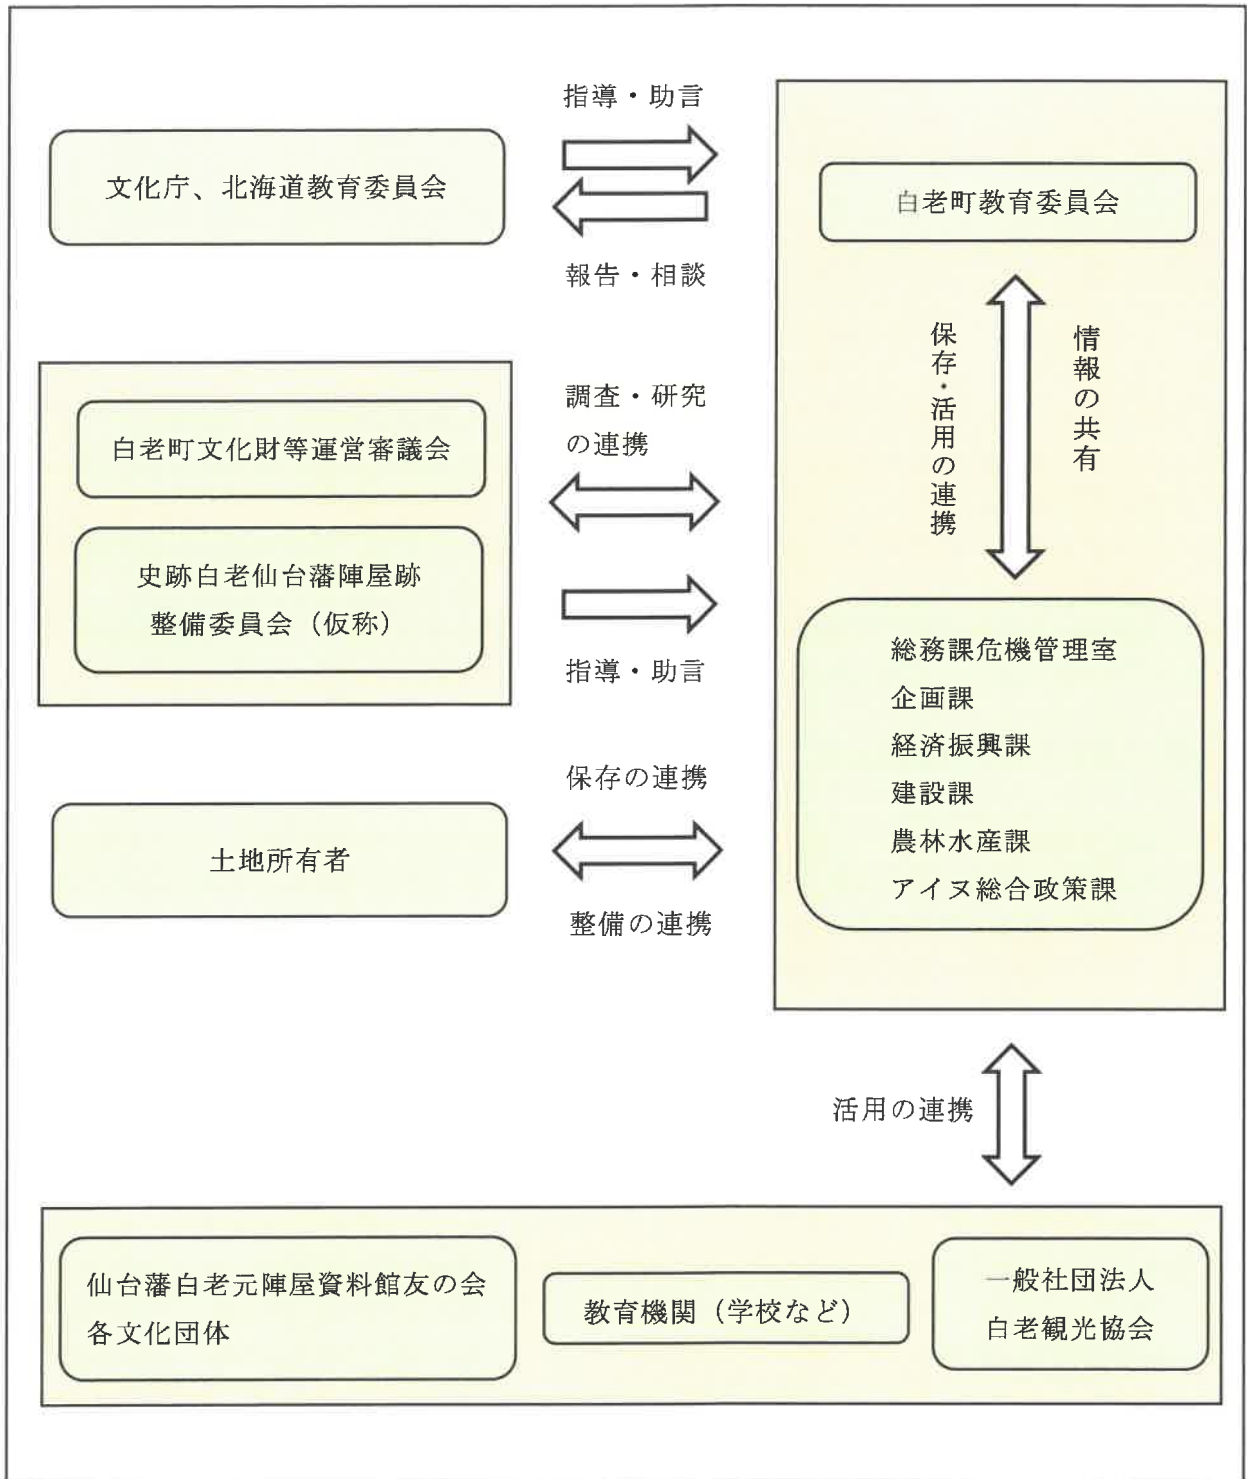 指導・助言
文化庁、北海道教育委員会
報告・相談
白老町教育委員会
保存・活用の連携
情報の共有
白老町文化財等運営審議会
史跡白老仙台藩陣屋跡
整備委員会（仮称）
調査・研究
の連携
指導・助言
総務課危機管理室
企画課
経済振興課
建設課
農林水産課
アイヌ総合政策課
土地所有者
保存の連携
整備の連携
活用の連携
仙台藩白老元陣屋資料館友の会
各文化団体
教育機関（学校など）
一般社団法人
白老観光協会